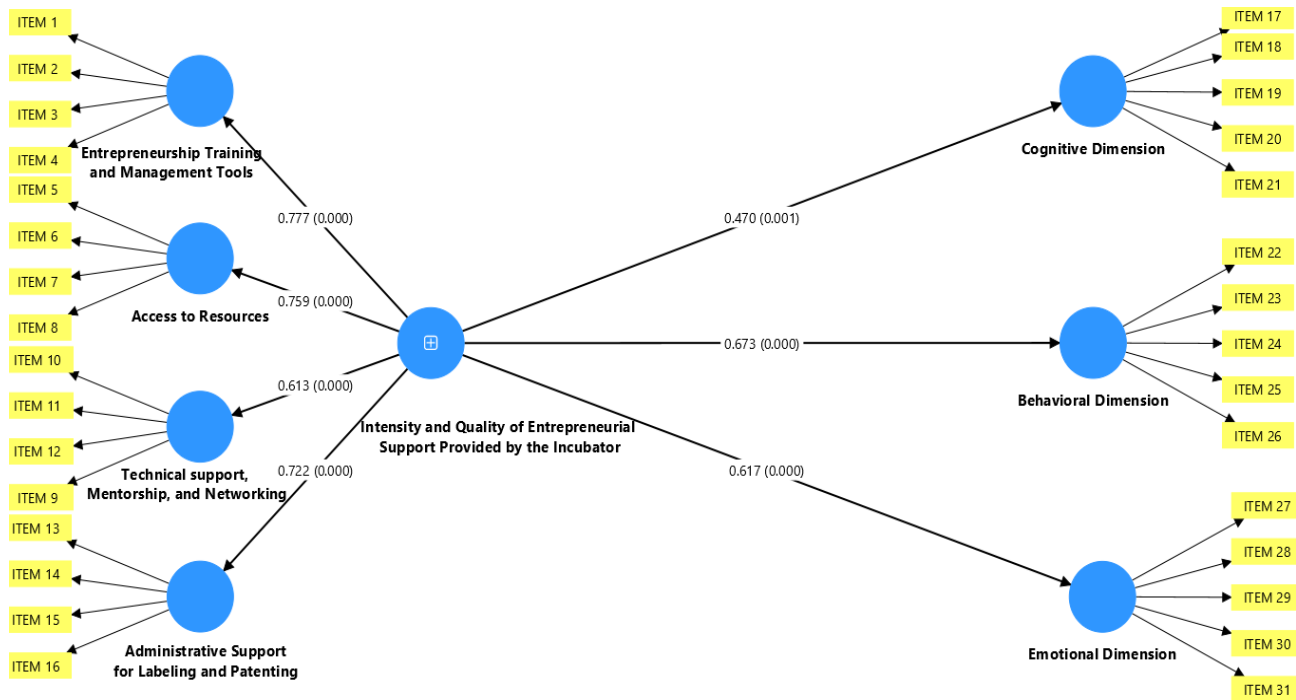 ITEM 1
ITEM 2
ITEM 3
ITEM 4
Entrepreneurship Training
and Management Tools
ITEM 5
ITEM 6
ITEM 7
ITEM 8
Access to Resources
ITEM 10
ITEM 11
ITEM 12
ITEM 9
Technical support,
Mentorship, and Networking
ITEM 13
ITEM 14
ITEM 15
ITEM 16
Administrative Support
for Labeling and Patenting
0.777 (0.000)
0.759 (0.000)
0.613 (0.000)
0.722 (0.000)
Intensity and Quality of Entrepreneurial
Support Provided by the Incubator
0.470 (0.001)
0.673 (0.000)
0.617 (0.000)
Cognitive Dimension
ITEM 17
ITEM 18
ITEM 19
ITEM 20
ITEM 21
Behavioral Dimension
ITEM 22
ITEM 23
ITEM 24
ITEM 25
ITEM 26
Emotional Dimension
ITEM 27
ITEM 28
ITEM 29
ITEM 30
ITEM 31